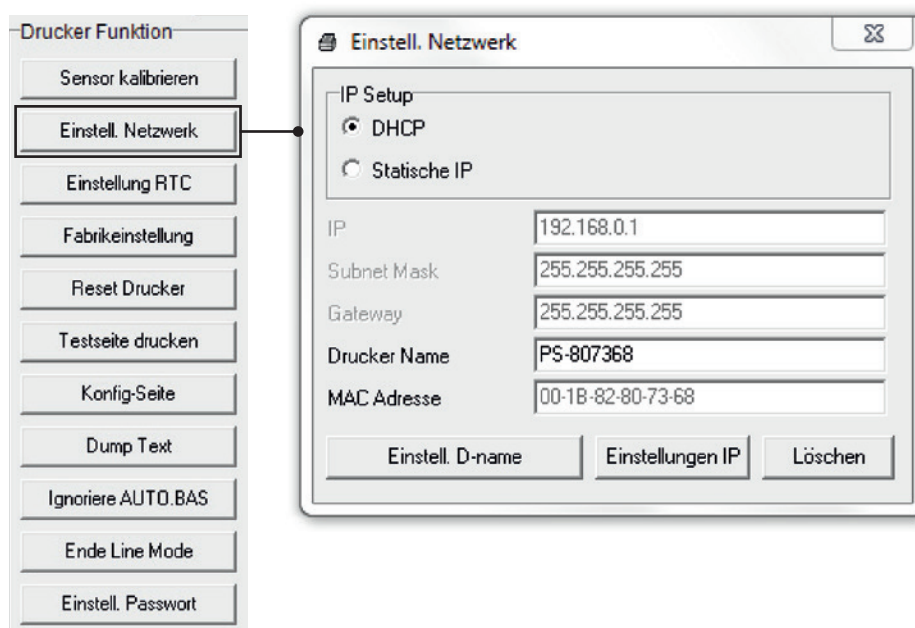 Drucker Funktion
Sensor kalibrieren
Einstell. Netzwerk
Einstellung RTC
Fabrikeinstellung
Reset Drucker
Testseite drucken
Konfig-Seite
Dump Text
Ignoriere AUTO.BAS
Ende Line Mode
Einstell. Passwort
Einstell. Netzwerk
IP Setup
DHCP
Statische IP
IP 192.168.0.1
Subnet Mask 255.255.255.255
Gateway 255.255.255.255
Drucker Name PS-807368
MAC Adresse 00-1B-82-80-73-68
Einstell. D-name Einstellungen IP Löschen